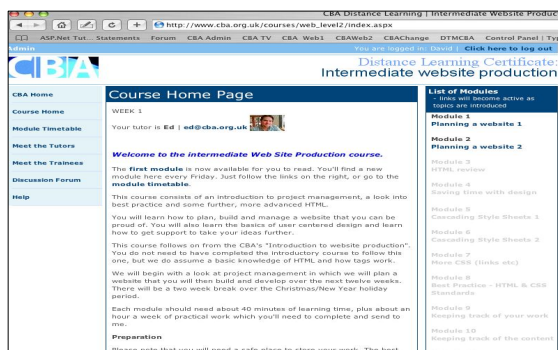 CBA Distance Learning | Intermediate Website Produc
http://www.cba.org.uk/courses/web_level2/index.aspx
ASP.Net Tut... Statements Forum CBA Admin CBA TV CBA Web1 CBAWeb2 CBAChange DTMCBA Control Panel | Typ
Admin
You are logged in: David | Click here to log out
CBA
Distance Learning Certificate:
Intermediate website production
CBA Home
Course Home
Module Timetable
Meet the Tutors
Meet the Trainees
Discussion Forum
Help
Course Home Page
WEEK 1
Your tutor is Ed | ed@cba.org.uk
Welcome to the intermediate Web Site Production course.
The first module is now available for you to read. You'll find a new
module here every Friday. Just follow the links on the right, or go to the
module timetable.
This course consists of an introduction to project management, a look into
best practice and some further, more advanced HTML.
You will learn how to plan, build and manage a website that you can be
proud of. You will also learn the basics of user centered design and learn
how to get support to take your ideas further.
This course follows on from the CBA's "Introduction to website production".
You do not need to have completed the introductory course to follow this
one, but we do assume a basic knowledge of HTML and how tags work.
We will begin with a look at project management in which we will plan a
website that you will then build and develop over the next twelve weeks.
There will be a two week break over the Christmas/New Year holiday
period.
Each module should need about 40 minutes of learning time, plus about an
hour a week of practical work which you'll need to complete and send to
me.
Preparation
Please note that you will need a safe place to store your work. The best
List of Modules
- links will become active as
topics are introduced
Module 1
Planning a website 1
Module 2
Planning a website 2
Module 3
HTML review
Module 4
Saving time with design
Module 5
Cascading Style Sheets 1
Module 6
Cascading Style Sheets 2
Module 7
More CSS (links etc)
Module 8
Best Practice - HTML & CSS
Standards
Module 9
Keeping track of your work
Module 10
Keeping track of the content